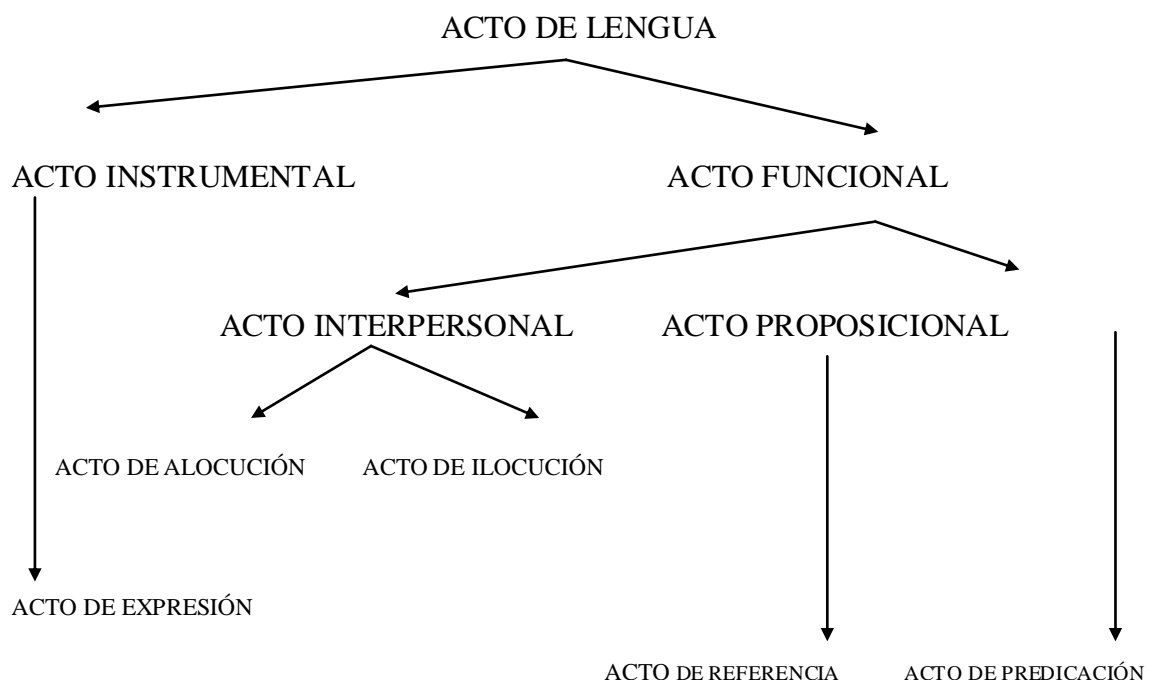 ACTO DE LENGUA
ACTO INSTRUMENTAL ACTO FUNCIONAL
ACTO INTERPERSONAL ACTO PROPOSICIONAL
ACTO DE ALOCUCIÓN ACTO DE ILOCUCIÓN
ACTO DE EXPRESIÓN
ACTO DE REFERENCIA ACTO DE PREDICACIÓN